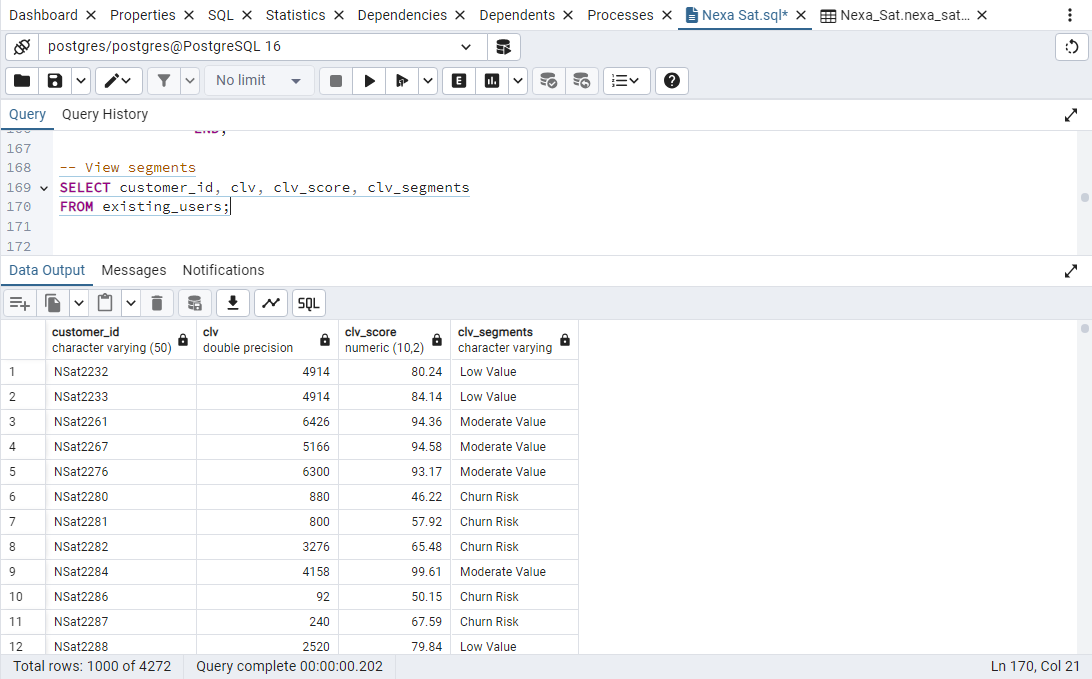 Dashboard Properties SQL Statistics Dependencies Dependents Processes Nexa Sat.sql* Nexa_Sat.nexa_sat...
postgres/postgres@PostgreSQL 16
No limit E
Query Query History
166 END;
167
168 -- View segments
169 SELECT customer_id, clv, clv_score, clv_segments
170 FROM existing_users;
171
172
Data Output Messages Notifications
SQL
customer_id clv clv_score clv_segments
character varying (50) double precision numeric (10,2) character varying
1 NSat2232 4914 80.24 Low Value
2 NSat2233 4914 84.14 Low Value
3 NSat2261 6426 94.36 Moderate Value
4 NSat2267 5166 94.58 Moderate Value
5 NSat2276 6300 93.17 Moderate Value
6 NSat2280 880 46.22 Churn Risk
7 NSat2281 800 57.92 Churn Risk
8 NSat2282 3276 65.48 Churn Risk
9 NSat2284 4158 99.61 Moderate Value
10 NSat2286 92 50.15 Churn Risk
11 NSat2287 240 67.59 Churn Risk
12 NSat2288 2520 79.84 Low Value
Total rows: 1000 of 4272 Query complete 00:00:00.202 Ln 170, Col 21